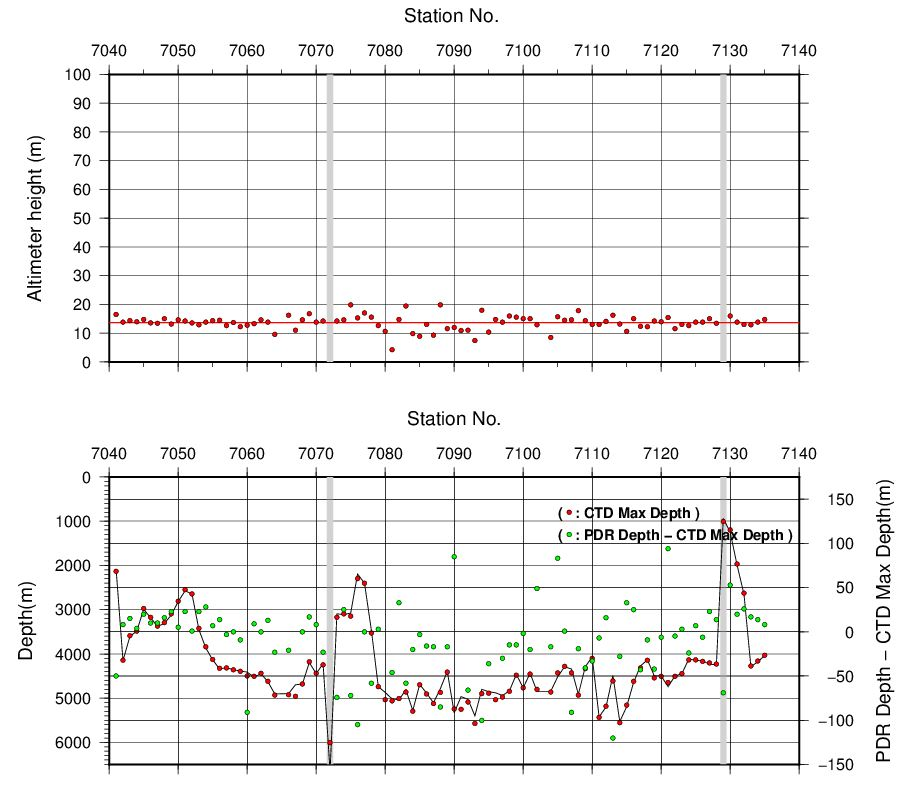 Station No.
7040 7050 7060 7070 7080 7090 7100 7110 7120 7130 7140
100
90
80
70
60
50
40
30
20
10
0
Altimeter height (m)
Station No.
7040 7050 7060 7070 7080 7090 7100 7110 7120 7130 7140
0
1000
2000
3000
4000
5000
6000
Depth(m)
( : CTD Max Depth )
( : PDR Depth − CTD Max Depth )
150
100
50
0
−50
−100
−150
PDR Depth − CTD Max Depth(m)